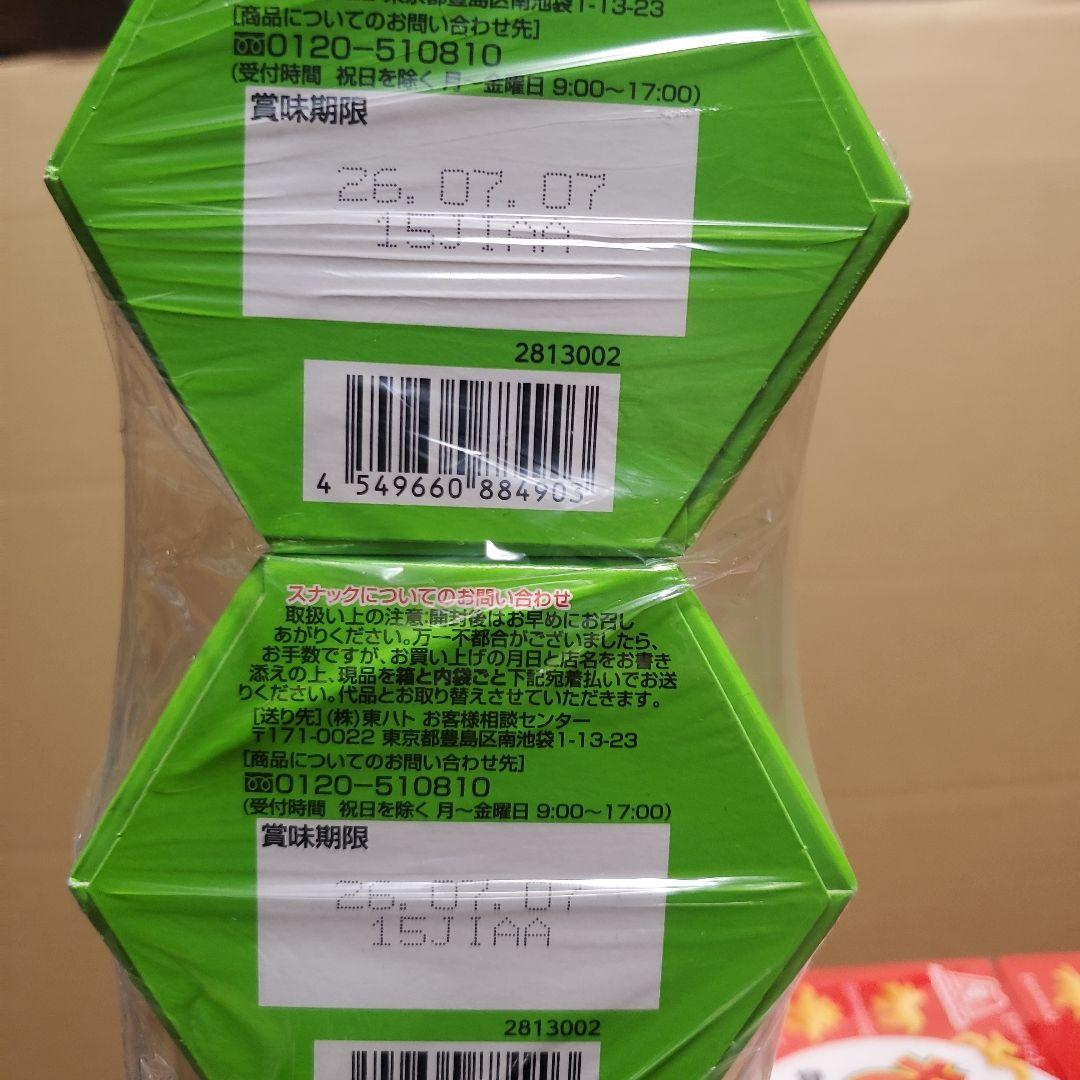 東京都豊島区南池袋1-13-23
[商品についてのお問い合わせ先]
0120-510810
(受付時間 祝日を除く 月～金曜日 9:00～17:00)
賞味期限
26.07.07
15JIAA
2813002
4 549660 884903
スナックについてのお問い合わせ
取扱い上の注意:開封後はお早めにお召し
あがりください。万一不都合がございましたら、
お手数ですが、お買い上げの月日と店名をお書き
添えの上、現品を箱と内袋ごと下記宛着払いでお送
りください。代品とお取り替えさせていただきます。
[送り先](株)東ハト お客様相談センター
〒171-0022 東京都豊島区南池袋1-13-23
[商品についてのお問い合わせ先]
0120-510810
(受付時間 祝日を除く 月～金曜日 9:00～17:00)
賞味期限
26.07.07
15JIAA
2813002